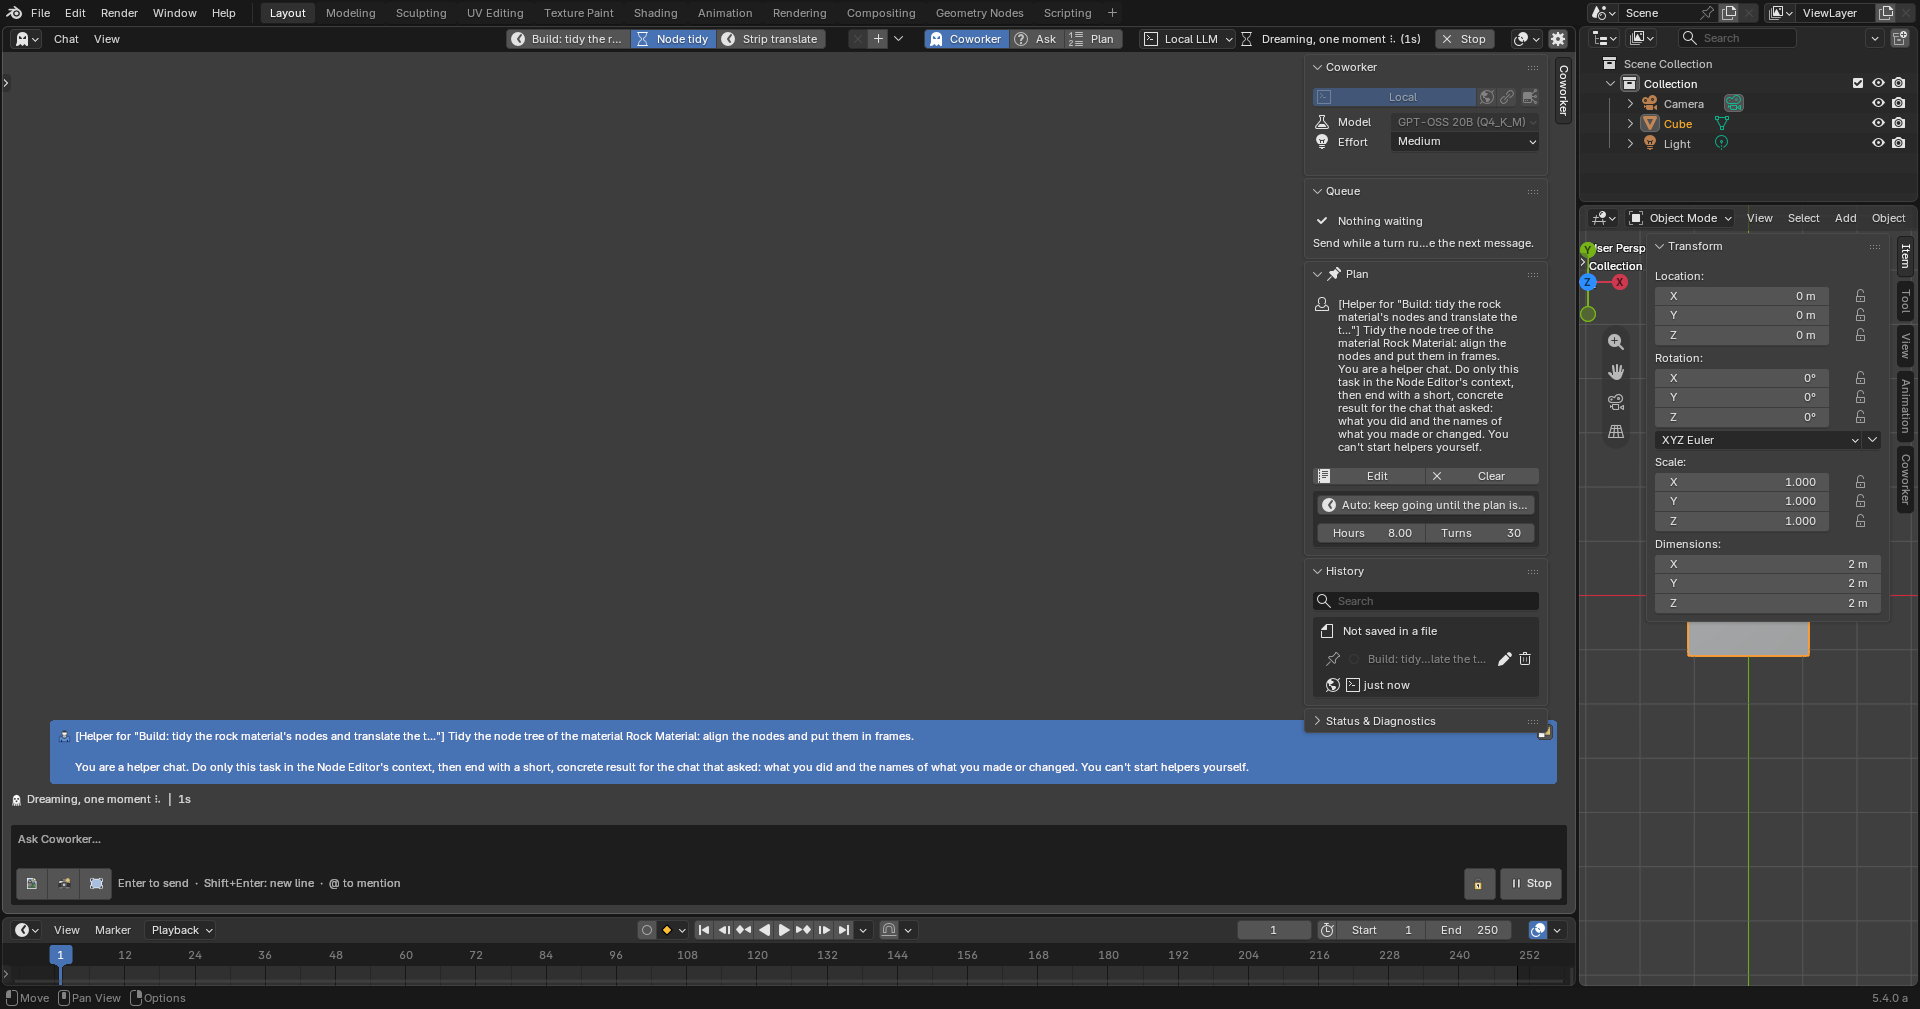 File Edit Render Window Help Layout Modeling Sculpting UV Editing Texture Paint Shading Animation Rendering Compositing Geometry Nodes Scripting + Scene ViewLayer
Chat View Build: tidy the r... Node tidy Strip translate Coworker Ask Plan Local LLM Dreaming, one moment (1s) Stop
Search
Scene Collection
Collection
Camera
Cube
Light
Coworker
Local
Model GPT-OSS 20B (Q4_K_M)
Effort Medium
Coworker
Queue
Nothing waiting
Send while a turn ru...e the next message.
Plan
[Helper for "Build: tidy the rock
material's nodes and translate the
t..."] Tidy the node tree of the
material Rock Material: align the
nodes and put them in frames.
You are a helper chat. Do only this
task in the Node Editor's context,
then end with a short, concrete
result for the chat that asked:
what you did and the names of
what you made or changed. You
can't start helpers yourself.
Edit Clear
Auto: keep going until the plan is...
Hours 8.00 Turns 30
History
Search
Not saved in a file
Build: tidy...late the t...
just now
Status & Diagnostics
Object Mode View Select Add Object
User Persp
Collection
Y
Z X
Transform
Location:
X 0 m
Y 0 m
Z 0 m
Rotation:
X 0°
Y 0°
Z 0°
XYZ Euler
Scale:
X 1.000
Y 1.000
Z 1.000
Dimensions:
X 2 m
Y 2 m
Z 2 m
Item
Tool
View
Animation
Coworker
[Helper for "Build: tidy the rock material's nodes and translate the t..."] Tidy the node tree of the material Rock Material: align the nodes and put them in frames.
You are a helper chat. Do only this task in the Node Editor's context, then end with a short, concrete result for the chat that asked: what you did and the names of what you made or changed. You can't start helpers yourself.
Dreaming, one moment | 1s
Ask Coworker...
Enter to send · Shift+Enter: new line · @ to mention Stop
View Marker Playback 1 Start 1 End 250
1 12 24 36 48 60 72 84 96 108 120 132 144 156 168 180 192 204 216 228 240 252
Move Pan View Options 5.4.0 a